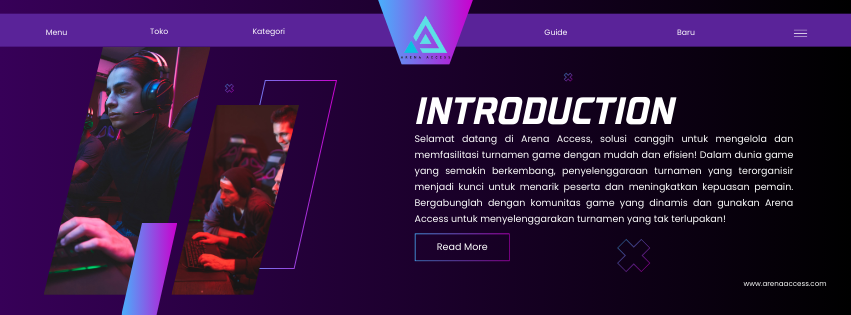 Menu
Toko
Kategori
ARENA ACCESS
Guide
Baru
INTRODUCTION
Selamat datang di Arena Access, solusi canggih untuk mengelola dan
memfasilitasi turnamen game dengan mudah dan efisien! Dalam dunia game
yang semakin berkembang, penyelenggaraan turnamen yang terorganisir
menjadi kunci untuk menarik peserta dan meningkatkan kepuasan pemain.
Bergabunglah dengan komunitas game yang dinamis dan gunakan Arena
Access untuk menyelenggarakan turnamen yang tak terlupakan!
Read More
www.arenaaccess.com